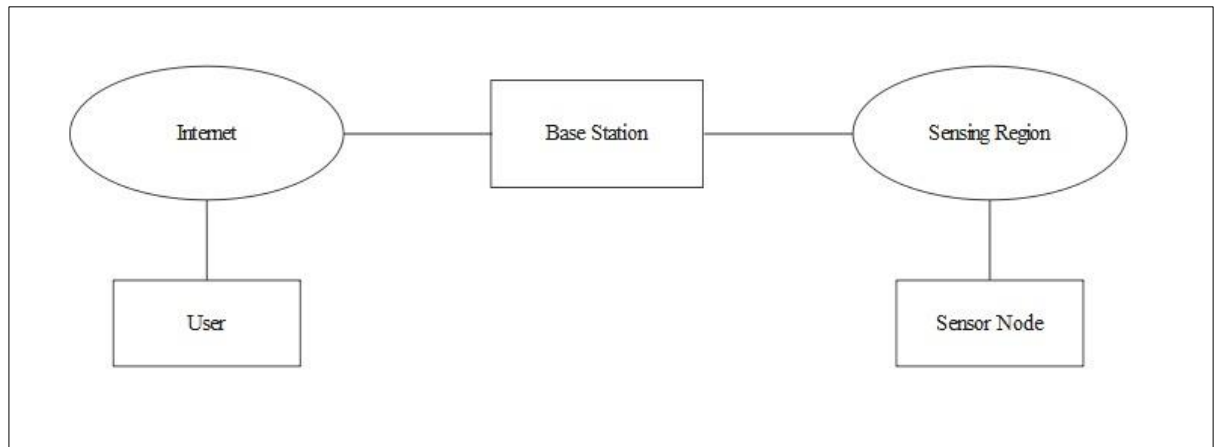 Internet
Base Station
Sensing Region
User
Sensor Node